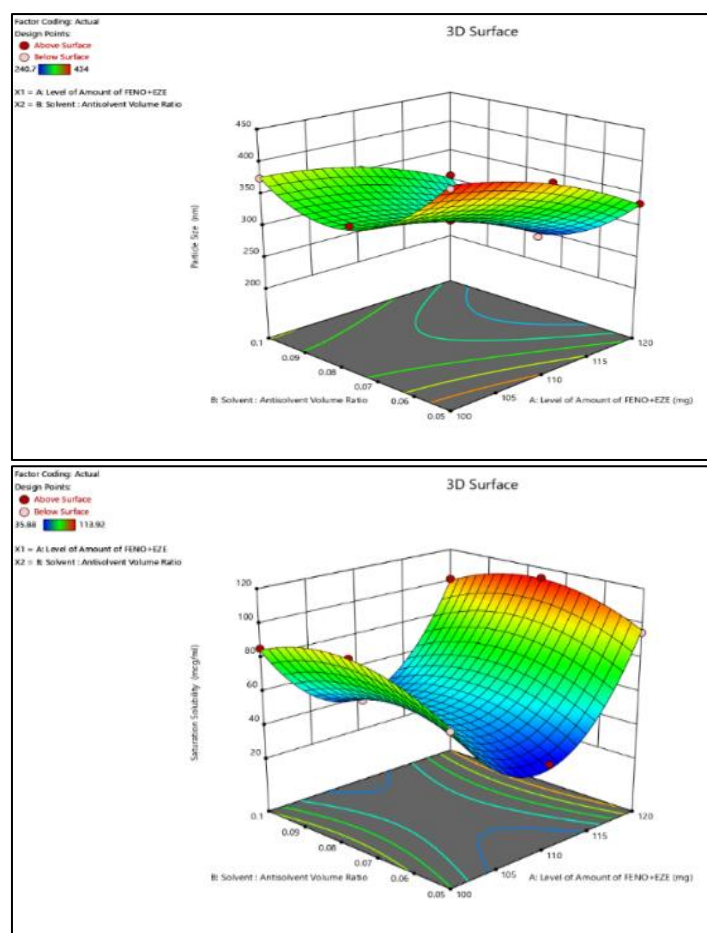 Factor Coding: Actual
3D Surface
Design Points:
Above Surface
Below Surface
240.7 454
X1 = A: Level of Amount of FENO+EZE
X2 = B: Solvent : Antisolvent Volume Ratio
450
400
350
300
250
200
Particle Size (nm)
0.1
0.09
0.08
0.07
0.06
0.05
100
105
110
115
120
B: Solvent : Antisolvent Volume Ratio
A: Level of Amount of FENO+EZE (mg)
Factor Coding: Actual
3D Surface
Design Points:
Above Surface
Below Surface
35.88 113.92
X1 = A: Level of Amount of FENO+EZE
X2 = B: Solvent : Antisolvent Volume Ratio
120
100
80
60
40
20
Saturation Solubility (mcg/ml)
0.1
0.09
0.08
0.07
0.06
0.05
100
105
110
115
120
B: Solvent : Antisolvent Volume Ratio
A: Level of Amount of FENO+EZE (mg)